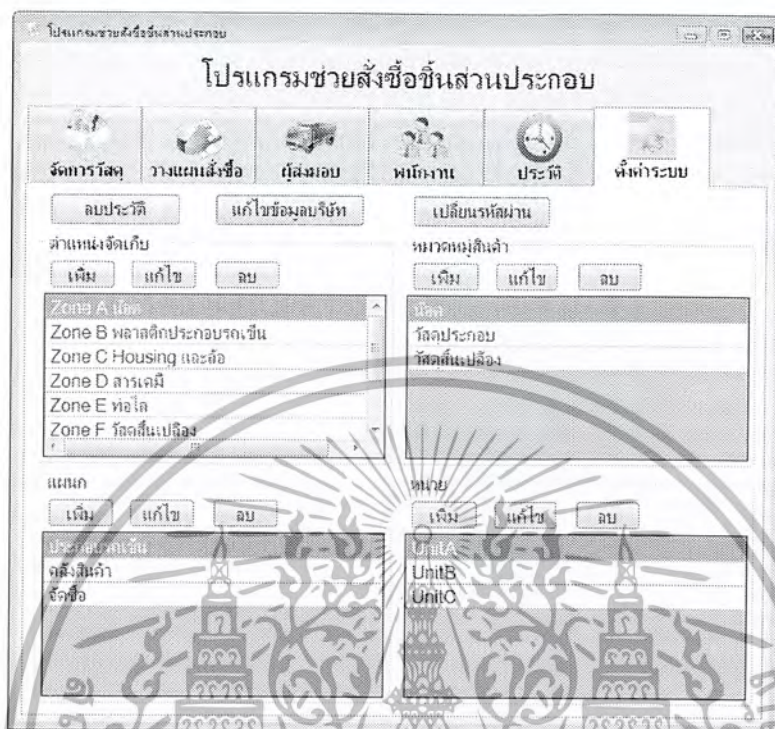 โปรแกรมช่วยสั่งซื้อชิ้นส่วนประกอบ
โปรแกรมช่วยสั่งซื้อชิ้นส่วนประกอบ
จัดการวัสดุ วางแผนสั่งซื้อ ผู้ส่งมอบ พนักงาน ประวัติ ตั้งค่าระบบ
ลบประวัติ แก้ไขข้อมูลบริษัท เปลี่ยนรหัสผ่าน
ตำแหน่งจัดเก็บ หมวดหมู่สินค้า
เพิ่ม แก้ไข ลบ เพิ่ม แก้ไข ลบ
Zone A น๊อต น๊อต
Zone B พลาสติกประกอบรถเข็น วัสดุประกอบ
Zone C Housing และล้อ วัสดุสิ้นเปลือง
Zone D สารเคมี
Zone E ท่อไล
Zone F วัสดุสิ้นเปลือง
แผนก หน่วย
เพิ่ม แก้ไข ลบ เพิ่ม แก้ไข ลบ
ประกอบรถเข็น UnitA
คลังสินค้า UnitB
จัดซื้อ UnitC